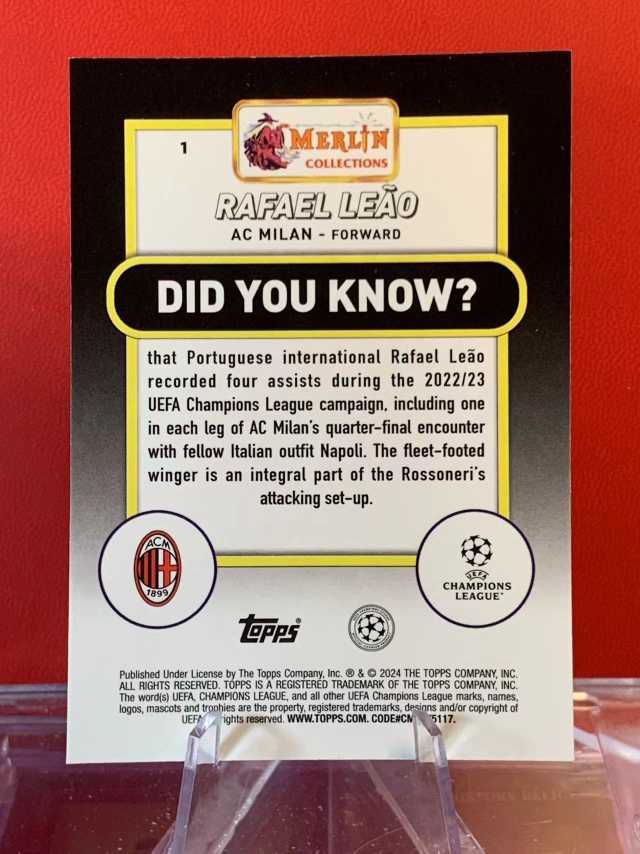 1
MERLIN
COLLECTIONS
RAFAEL LEÃO
AC MILAN - FORWARD
DID YOU KNOW?
that Portuguese international Rafael Leão
recorded four assists during the 2022/23
UEFA Champions League campaign, including one
in each leg of AC Milan's quarter-final encounter
with fellow Italian outfit Napoli. The fleet-footed
winger is an integral part of the Rossoneri's
attacking set-up.
ACM
1899
UEFA
CHAMPIONS
LEAGUE
topps
Published Under License by The Topps Company, Inc. ® & © 2024 THE TOPPS COMPANY, INC.
ALL RIGHTS RESERVED. TOPPS IS A REGISTERED TRADEMARK OF THE TOPPS COMPANY, INC.
The word(s) UEFA, CHAMPIONS LEAGUE, and all other UEFA Champions League marks, names,
logos, mascots and trophies are the property, registered trademarks, designs and/or copyright of
UEFA. rights reserved. WWW.TOPPS.COM.